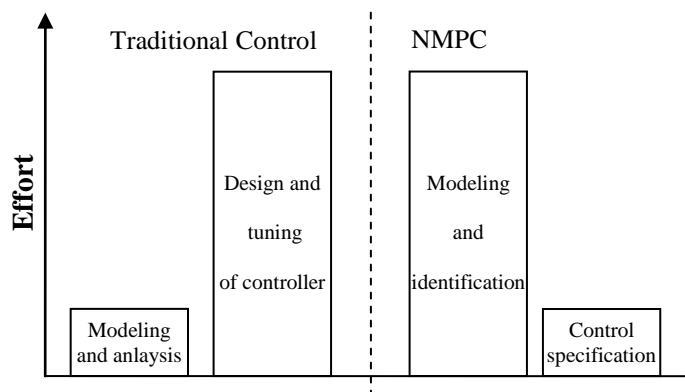 Traditional Control
NMPC
Effort
Design and
tuning
of controller
Modeling
and
identification
Modeling
and anlaysis
Control
specification